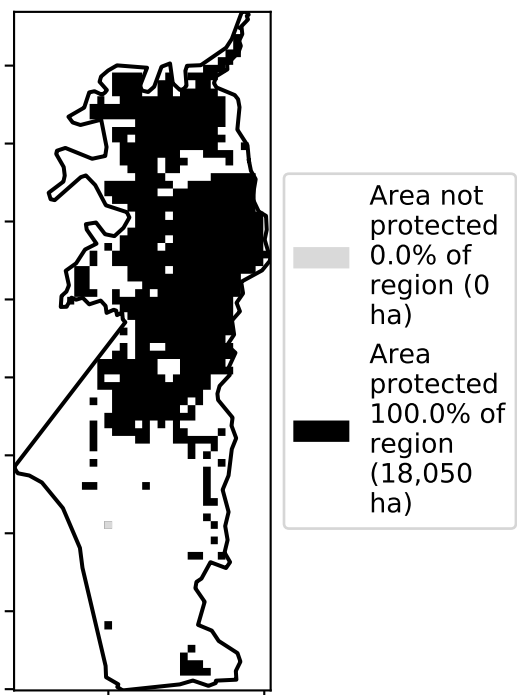 Area not
protected
0.0% of
region (0
ha)
Area
protected
100.0% of
region
(18,050
ha)